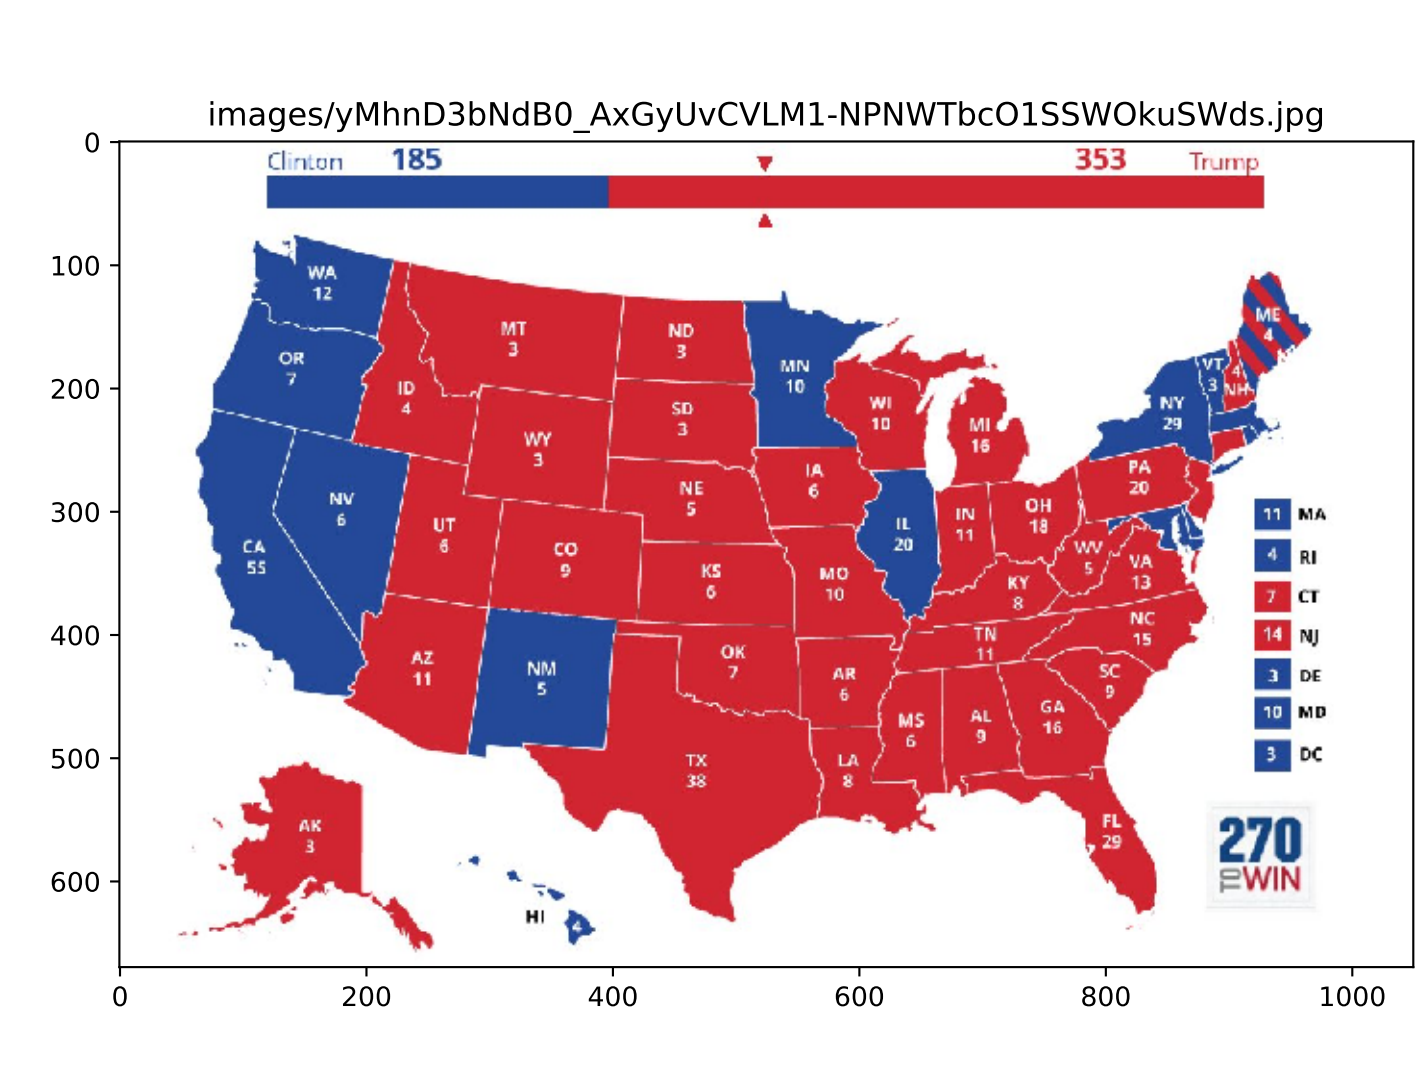 images/yMhnD3bNdB0_AxGyUvCVLM1-NPNWTbcO1SSWOkuSWds.jpg
0
Clinton 185 353 Trump
100
WA
12
ME
4
MT
3
ND
3
OR
7
VT
3
4
NH
MN
10
200
ID
4
NY
29
SD
3
WI
10
MI
16
WY
3
PA
20
IA
6
NE
5
NV
6
300
OH
18
IN
11
11 MA
UT
6
IL
20
CA
55
CO
9
4 RI
WV
5
VA
13
KS
6
MO
10
KY
8
7 CT
400
NC
15
14 NJ
TN
11
OK
7
AZ
11
NM
5
AR
6
SC
9
3 DE
GA
16
MS
6
AL
9
10 MD
500
TX
38
LA
8
3 DC
AK
3
FL
29
270
TO WIN
600
HI
4
0 200 400 600 800 1000